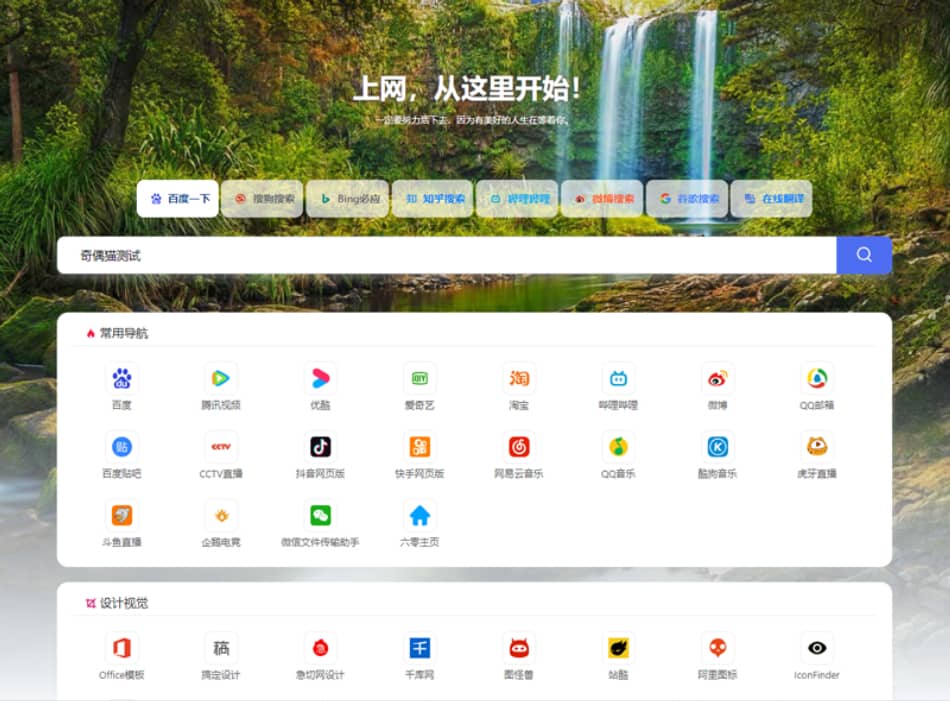 上网，从这里开始！
一定要努力活下去，因为有美好的人生在等着你。
百度一下 搜狗搜索 Bing必应 知 知乎搜索 哔哩哔哩 微博搜索 谷歌搜索 在线翻译
奇偶猫测试
常用导航
百度 腾讯视频 优酷 爱奇艺 淘宝 哔哩哔哩 微博 QQ邮箱
百度贴吧 CCTV直播 抖音网页版 快手网页版 网易云音乐 QQ音乐 酷狗音乐 虎牙直播
斗鱼直播 企鹅电竞 微信文件传输助手 六零主页
设计视觉
Office模板 搞定设计 急切网设计 千库网 图怪兽 站酷 阿里图标 IconFinder